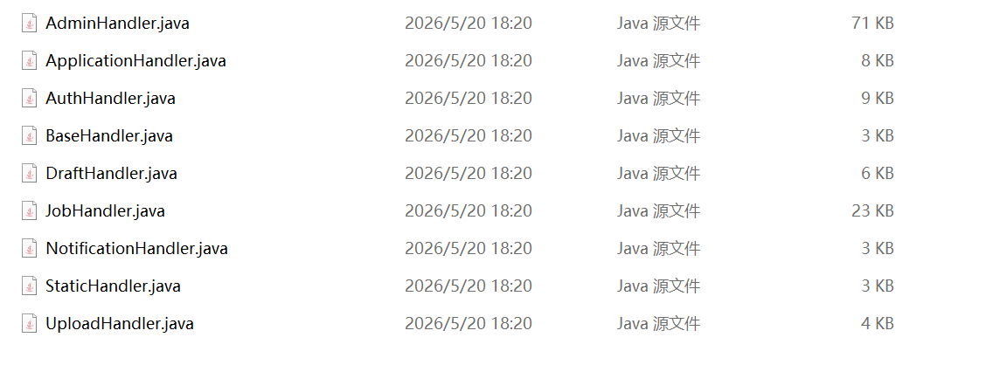 AdminHandler.java 2026/5/20 18:20 Java 源文件 71 KB
ApplicationHandler.java 2026/5/20 18:20 Java 源文件 8 KB
AuthHandler.java 2026/5/20 18:20 Java 源文件 9 KB
BaseHandler.java 2026/5/20 18:20 Java 源文件 3 KB
DraftHandler.java 2026/5/20 18:20 Java 源文件 6 KB
JobHandler.java 2026/5/20 18:20 Java 源文件 23 KB
NotificationHandler.java 2026/5/20 18:20 Java 源文件 3 KB
StaticHandler.java 2026/5/20 18:20 Java 源文件 3 KB
UploadHandler.java 2026/5/20 18:20 Java 源文件 4 KB